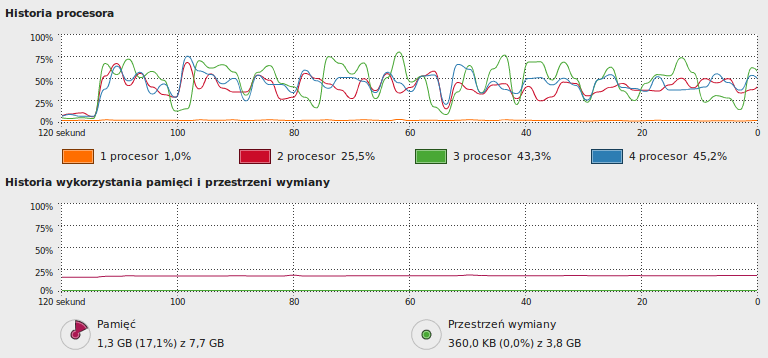 Historia procesora
100%
75%
50%
25%
0%
120 sekund 100 80 60 40 20 0
1 procesor 1,0% 2 procesor 25,5% 3 procesor 43,3% 4 procesor 45,2%
Historia wykorzystania pamięci i przestrzeni wymiany
100%
75%
50%
25%
0%
120 sekund 100 80 60 40 20 0
Pamięć Przestrzeń wymiany
1,3 GB (17,1%) z 7,7 GB 360,0 KB (0,0%) z 3,8 GB